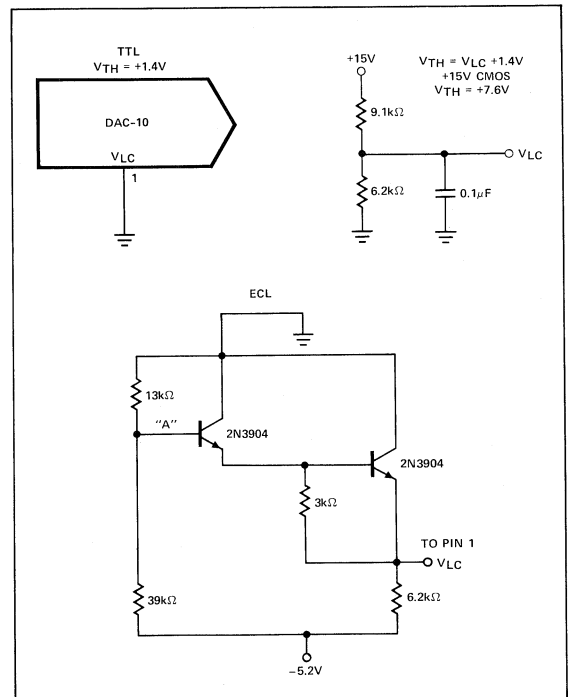 TTL
VTH = +1.4V
DAC-10
VLC
1
+15V
VTH = VLC +1.4V
+15V CMOS
VTH = +7.6V
9.1kΩ
VLC
6.2kΩ
0.1μF
ECL
13kΩ
"A"
2N3904
2N3904
3kΩ
TO PIN 1
VLC
39kΩ
6.2kΩ
−5.2V